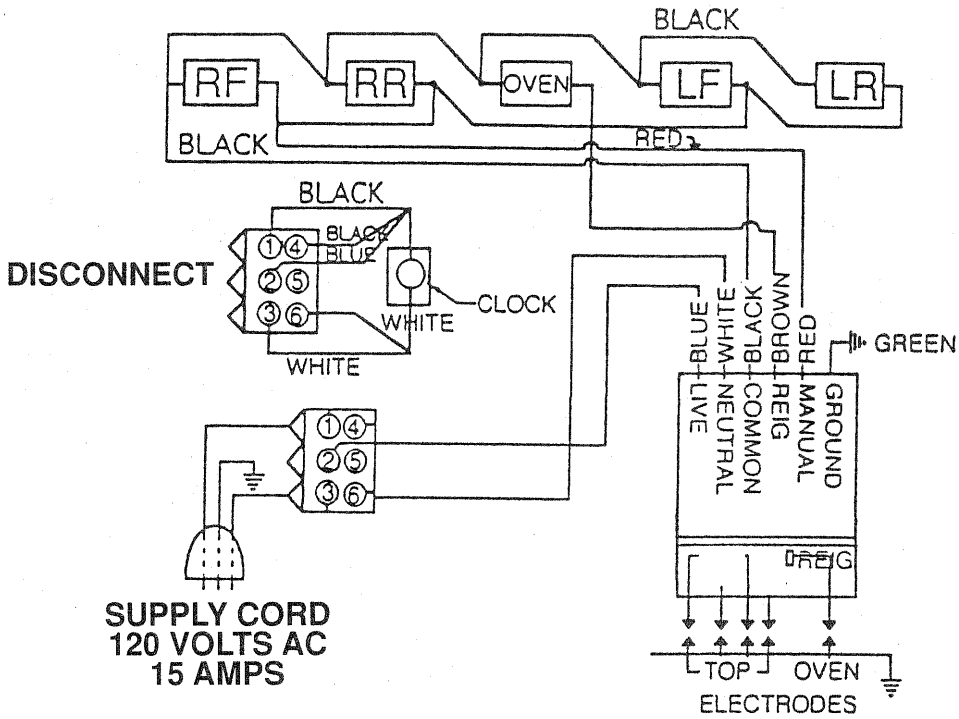 BLACK
RF
RR
OVEN
LF
LR
BLACK
RED
BLACK
BLACK
BLUE
1 4
2 5
3 6
DISCONNECT
CLOCK
WHITE
WHITE
BLUE
WHITE
BLACK
BROWN
RED
GREEN
LIVE
NEUTRAL
COMMON
REIG
MANUAL
GROUND
1 4
2 5
3 6
REIG
SUPPLY CORD
120 VOLTS AC
15 AMPS
TOP
OVEN
ELECTRODES